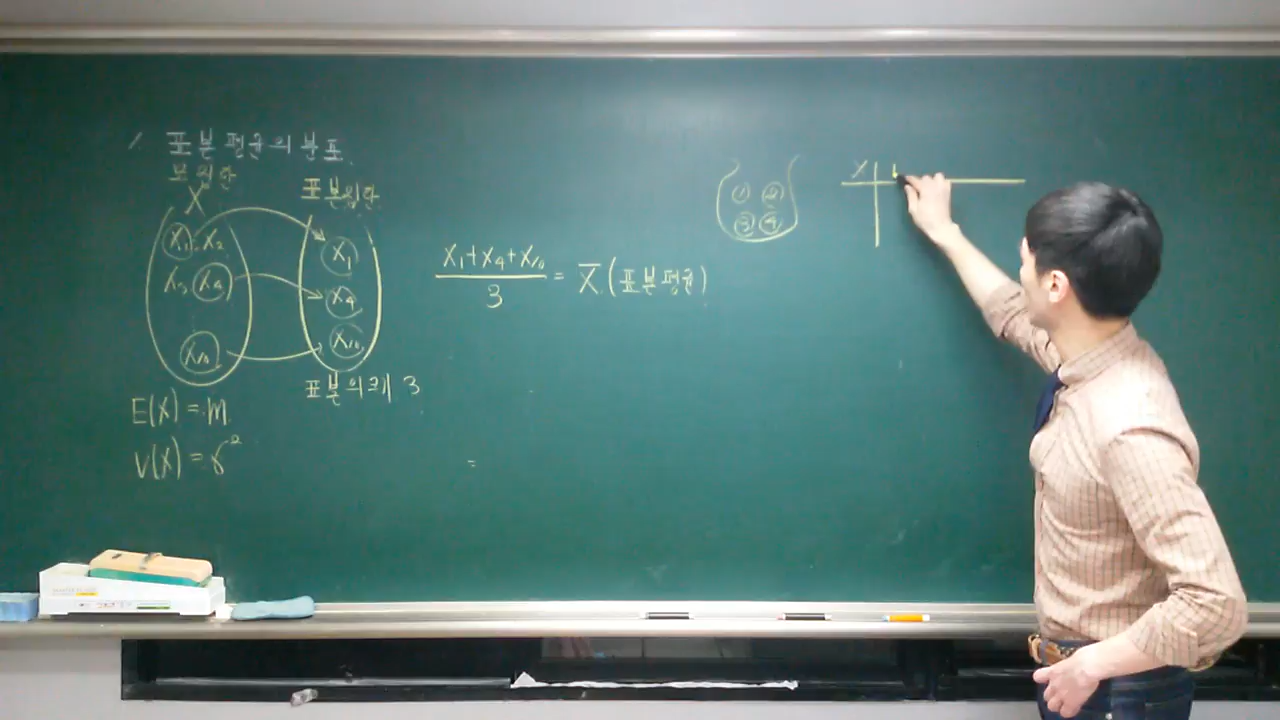 표본평균의 분포
모집단
X
표본집단
X₁ X₂
X₃ X₄
X₁₀
X₁
X₄
X₁₀
표본의크기 3
E(X) = m
V(X) = σ²
X₁+X₄+X₁₀
3
= X̄ (표본평균)
① ②
③ ④
X